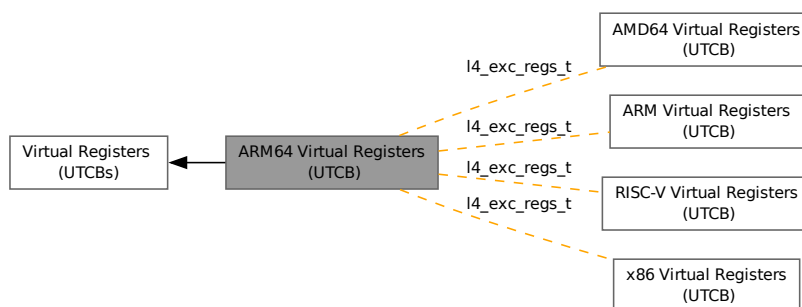 Virtual Registers
(UTCBs)
ARM64 Virtual Registers
(UTCB)
l4_exc_regs_t
l4_exc_regs_t
l4_exc_regs_t
l4_exc_regs_t
AMD64 Virtual Registers
(UTCB)
ARM Virtual Registers
(UTCB)
RISC-V Virtual Registers
(UTCB)
x86 Virtual Registers
(UTCB)